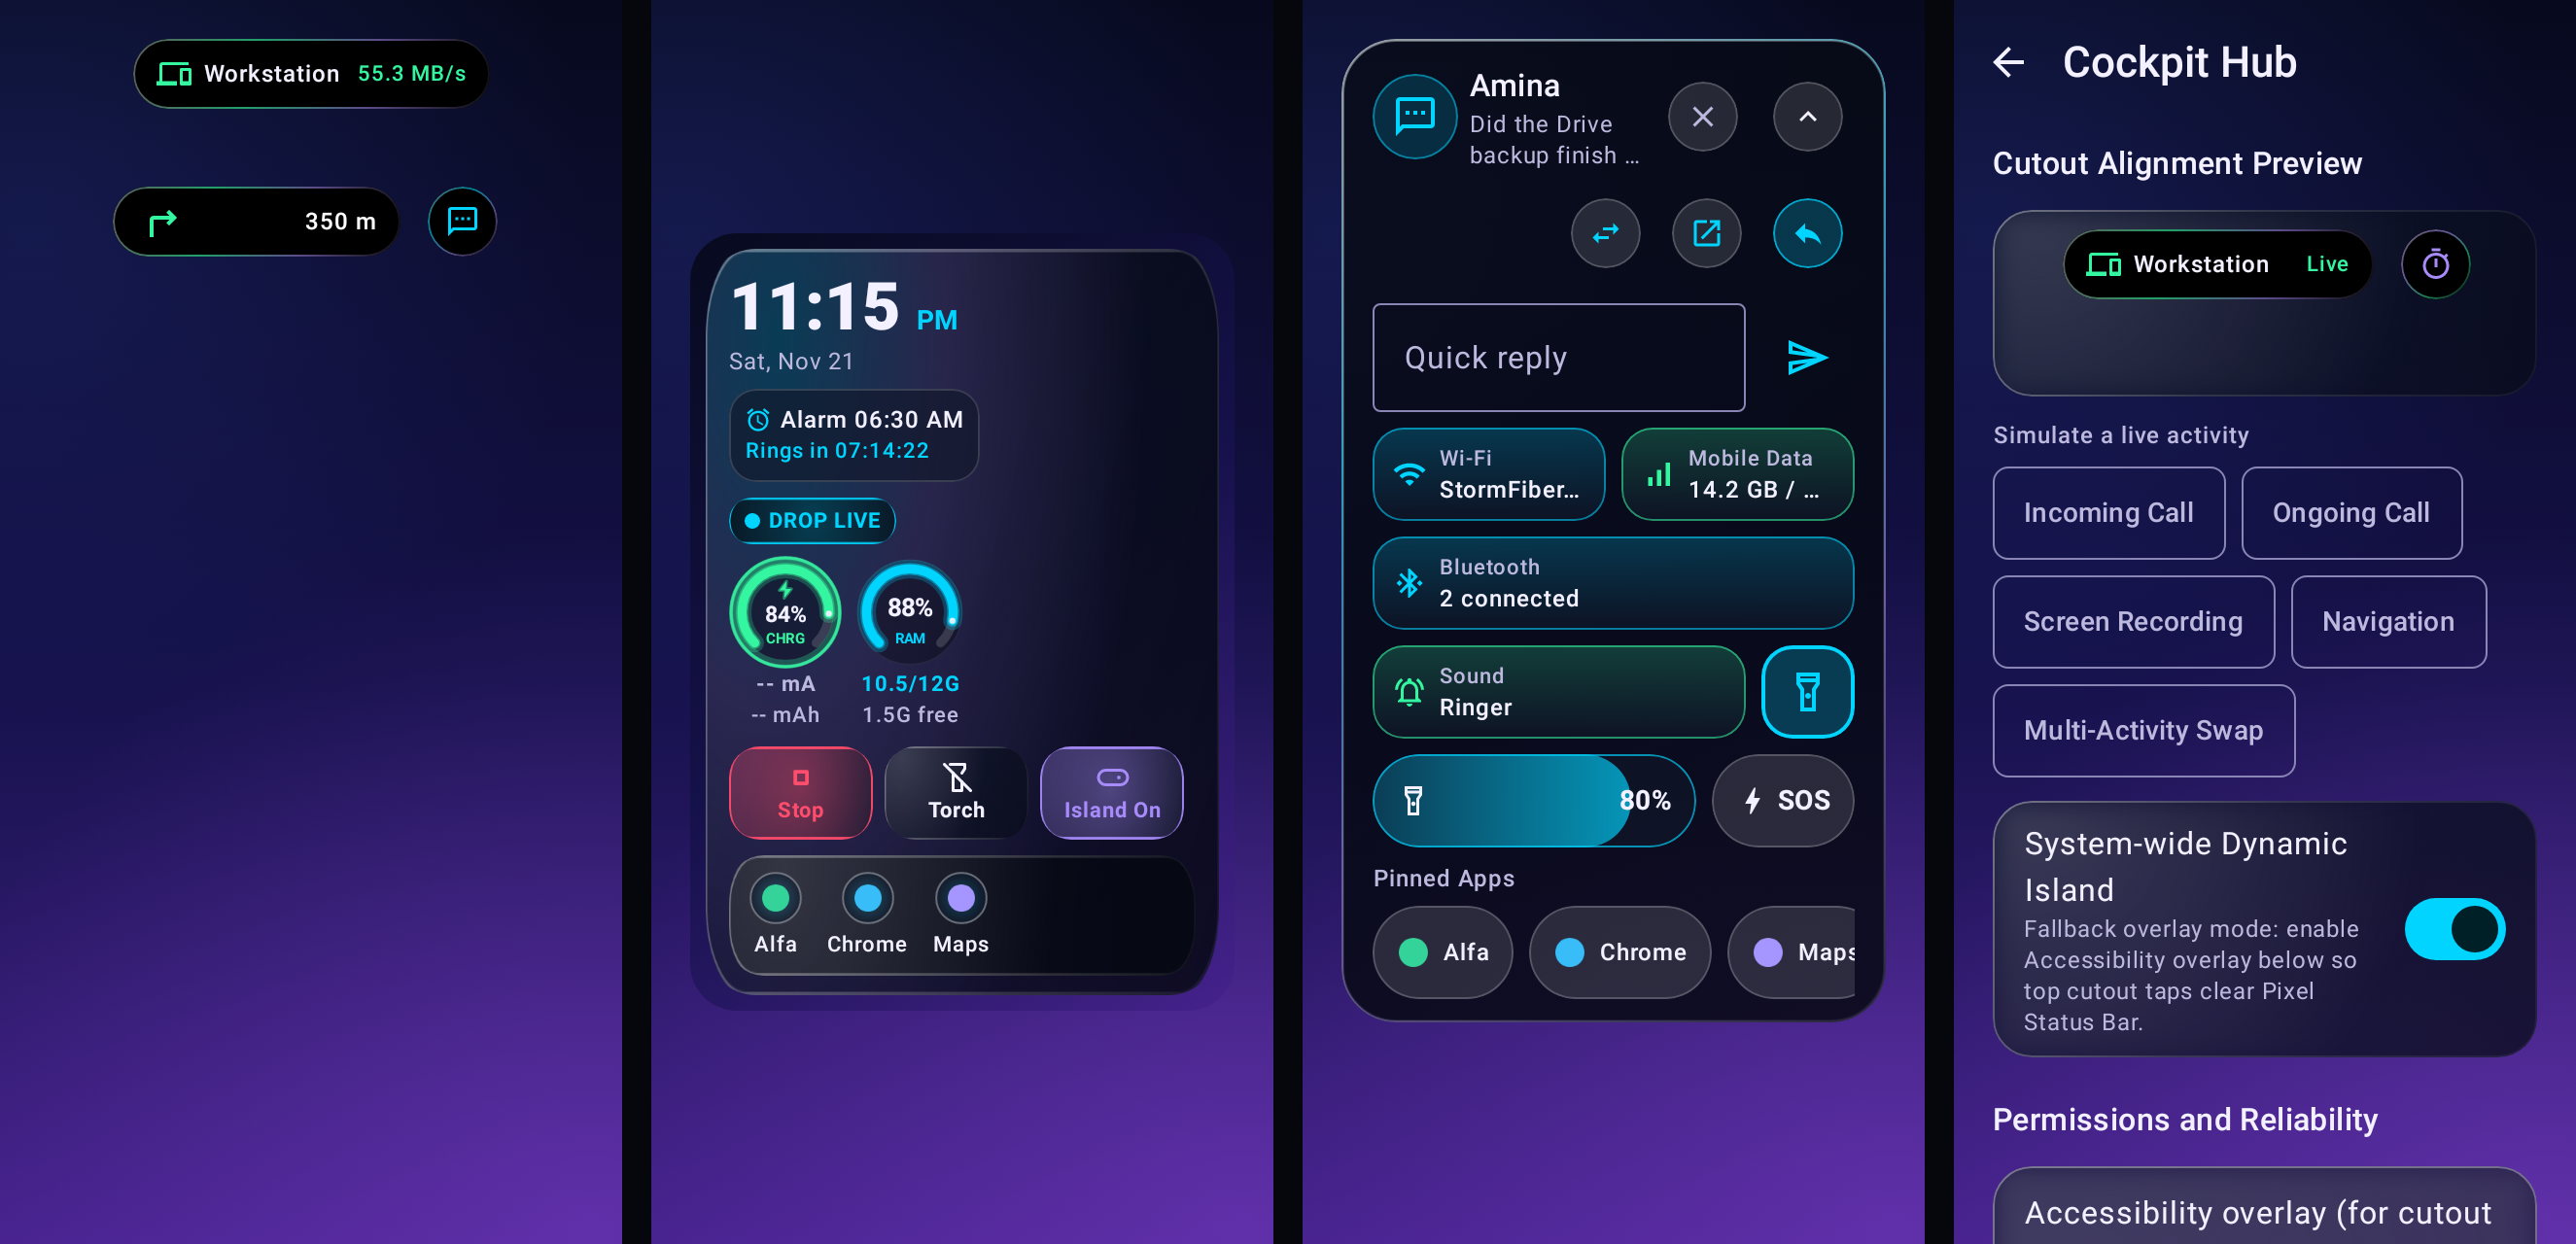 Workstation 55.3 MB/s
350 m
11:15 PM
Sat, Nov 21
Alarm 06:30 AM
Rings in 07:14:22
DROP LIVE
84% 88%
CHRG RAM
-- mA 10.5/12G
-- mAh 1.5G free
Stop Torch Island On
Alfa Chrome Maps
Amina
Did the Drive
backup finish …
Quick reply
Wi-Fi Mobile Data
StormFiber… 14.2 GB / …
Bluetooth
2 connected
Sound
Ringer
80% SOS
Pinned Apps
Alfa Chrome Maps
Cockpit Hub
Cutout Alignment Preview
Workstation Live
Simulate a live activity
Incoming Call Ongoing Call
Screen Recording Navigation
Multi-Activity Swap
System-wide Dynamic
Island
Fallback overlay mode: enable
Accessibility overlay below so
top cutout taps clear Pixel
Status Bar.
Permissions and Reliability
Accessibility overlay (for cutout